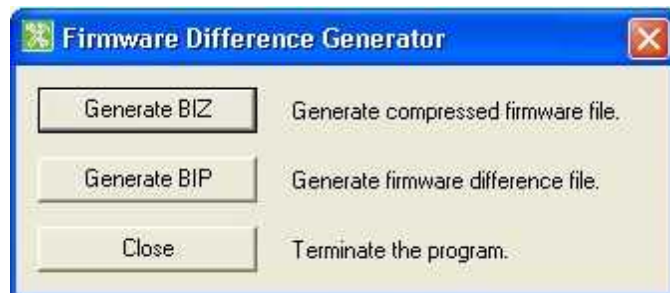 Firmware Difference Generator
Generate BIZ Generate compressed firmware file.
Generate BIP Generate firmware difference file.
Close Terminate the program.